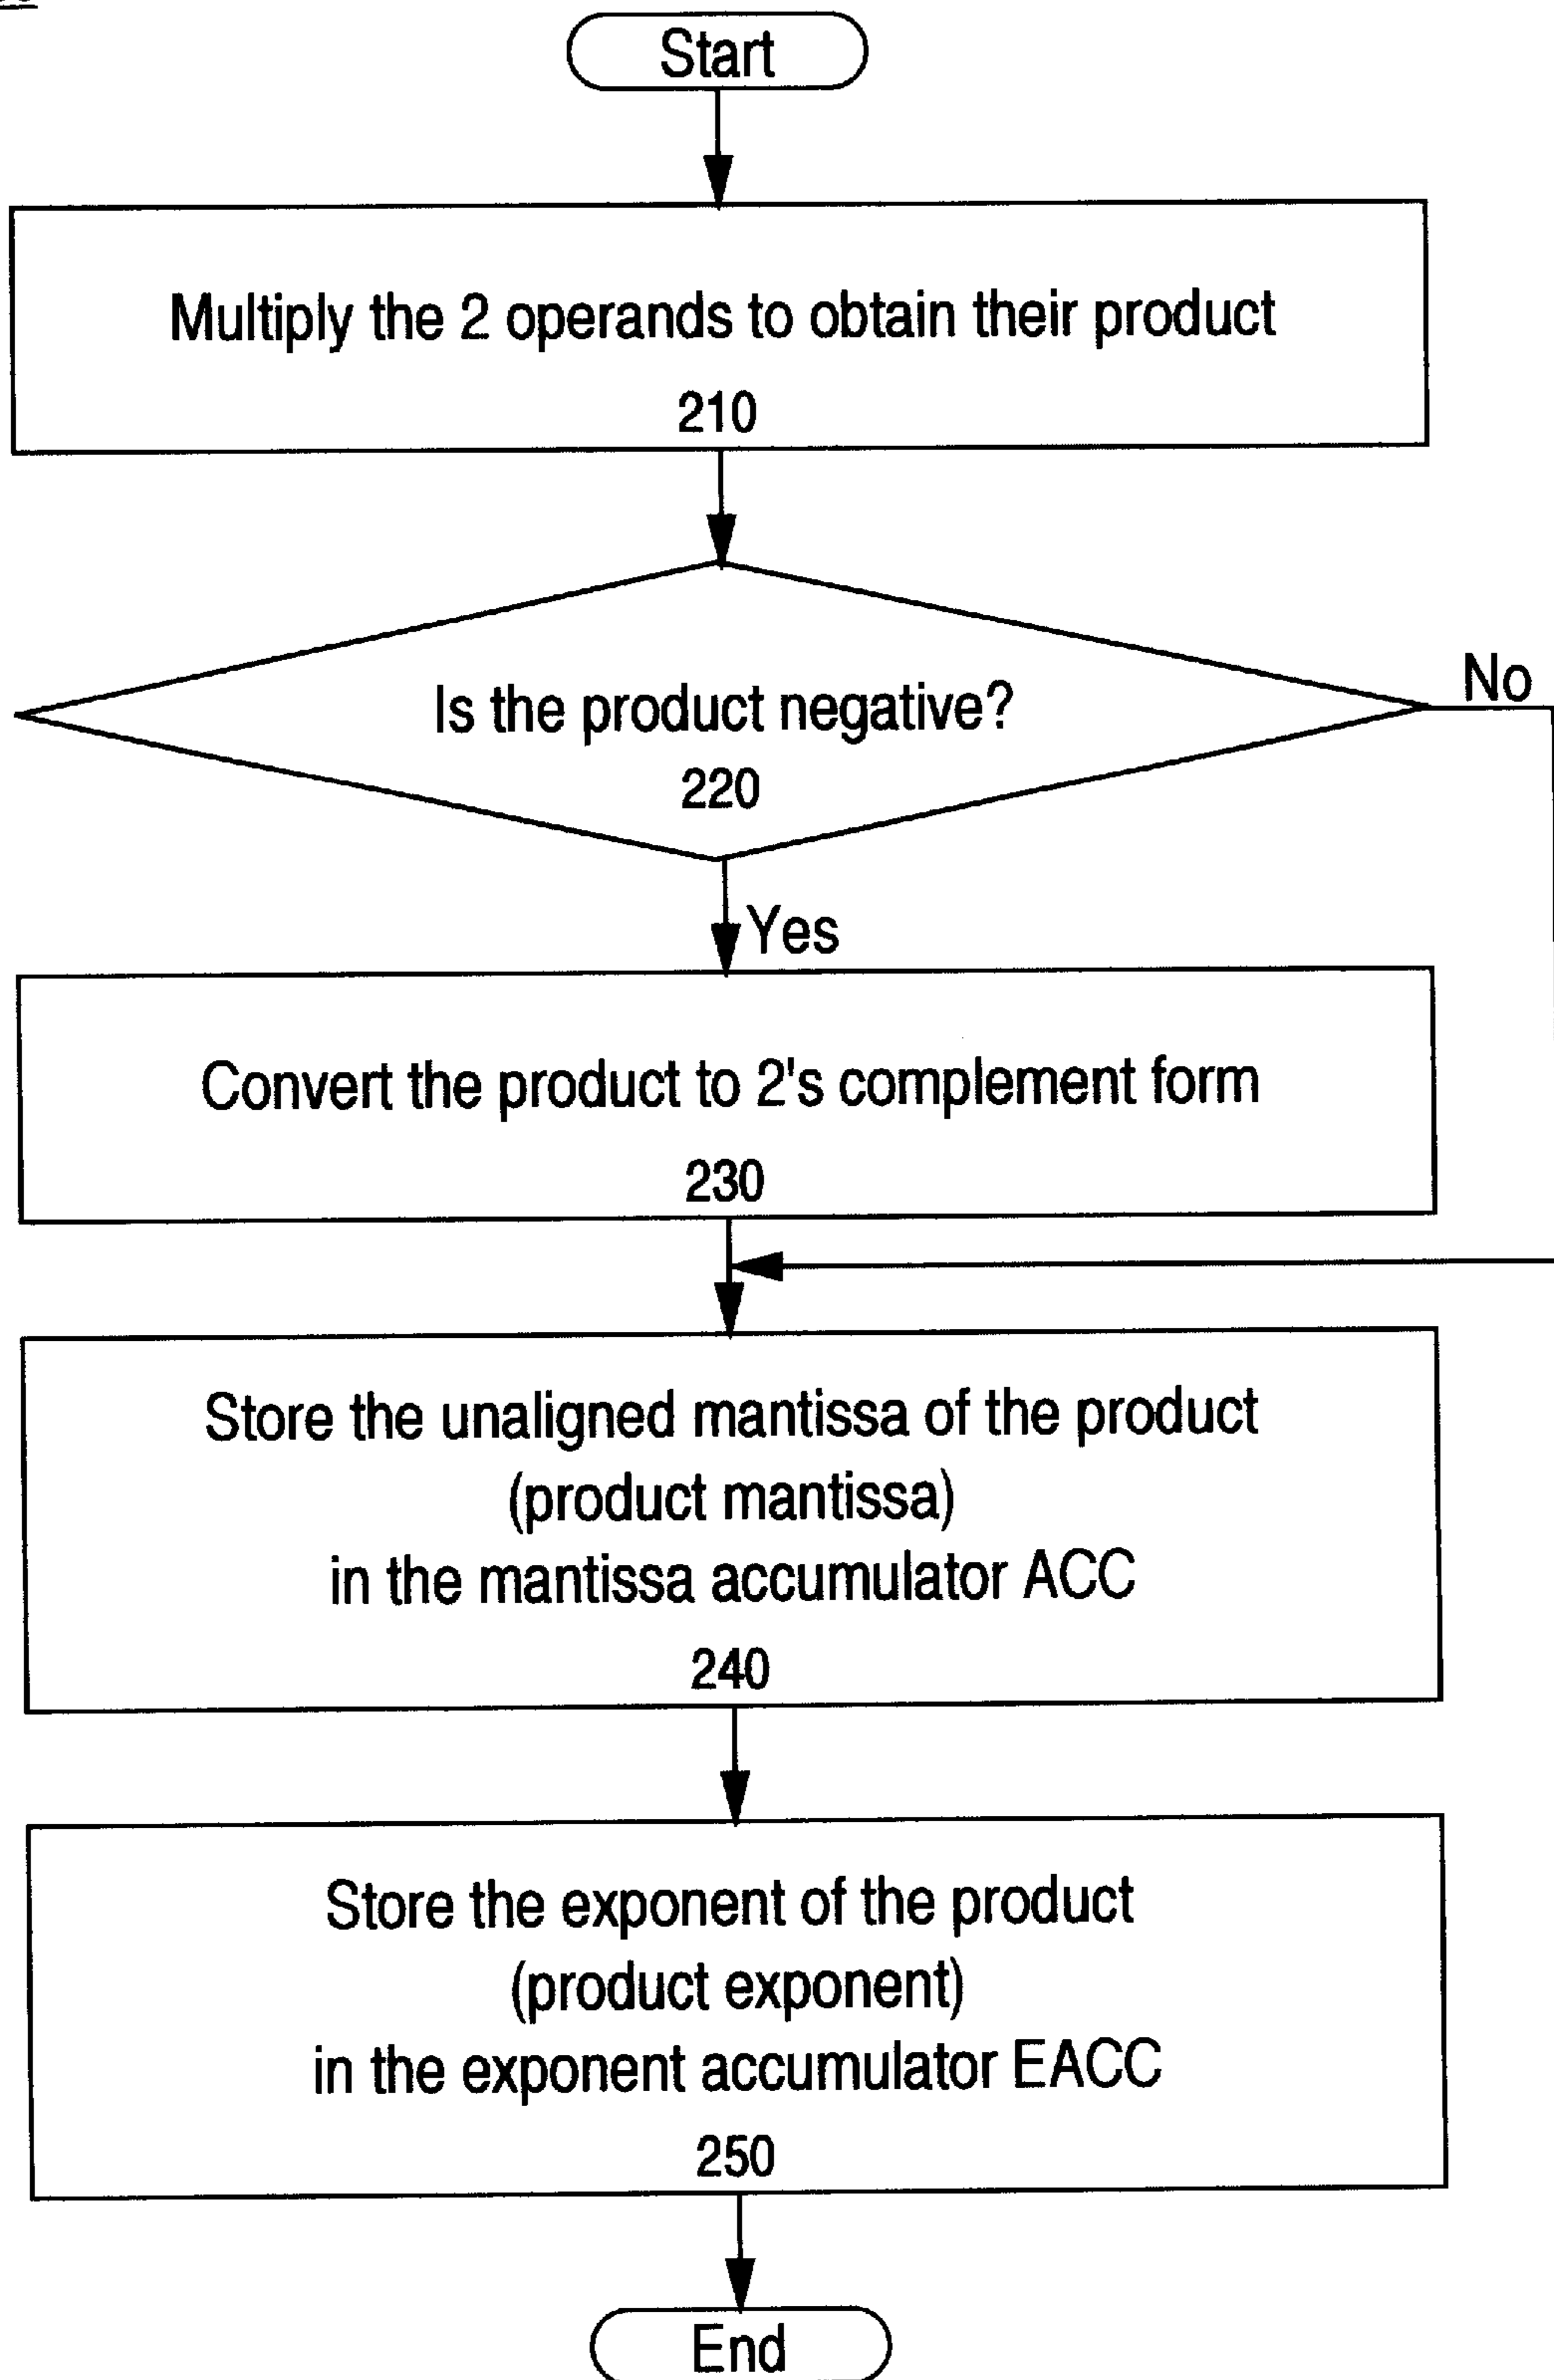 Start
Multiply the 2 operands to obtain their product
210
Is the product negative?
220
No
Yes
Convert the product to 2's complement form
230
Store the unaligned mantissa of the product
(product mantissa)
in the mantissa accumulator ACC
240
Store the exponent of the product
(product exponent)
in the exponent accumulator EACC
250
End